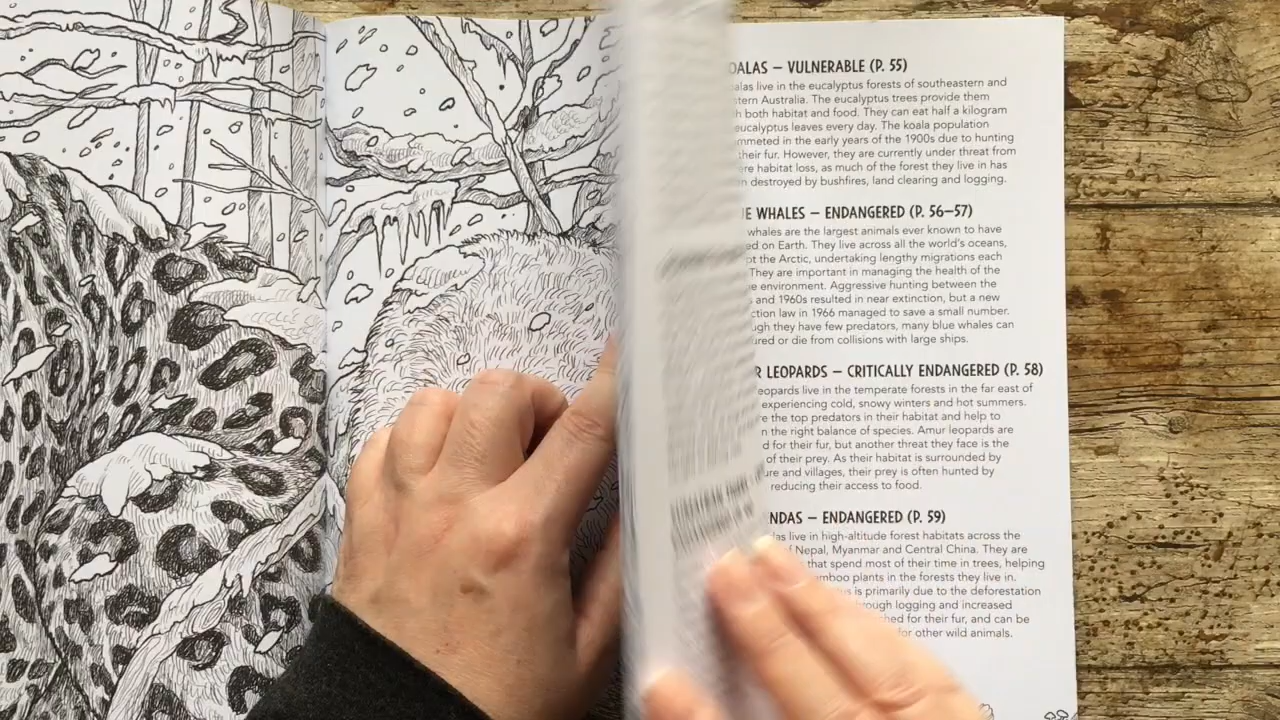 OALAS – VULNERABLE (P. 55)
alas live in the eucalyptus forests of southeastern and
tern Australia. The eucalyptus trees provide them
h both habitat and food. They can eat half a kilogram
eucalyptus leaves every day. The koala population
mmeted in the early years of the 1900s due to hunting
their fur. However, they are currently under threat from
ere habitat loss, as much of the forest they live in has
n destroyed by bushfires, land clearing and logging.
E WHALES – ENDANGERED (P. 56–57)
whales are the largest animals ever known to have
ed on Earth. They live across all the world's oceans,
pt the Arctic, undertaking lengthy migrations each
They are important in managing the health of the
e environment. Aggressive hunting between the
s and 1960s resulted in near extinction, but a new
ction law in 1966 managed to save a small number.
ugh they have few predators, many blue whales can
ured or die from collisions with large ships.
R LEOPARDS – CRITICALLY ENDANGERED (P. 58)
eopards live in the temperate forests in the far east of
experiencing cold, snowy winters and hot summers.
re the top predators in their habitat and help to
n the right balance of species. Amur leopards are
d for their fur, but another threat they face is the
of their prey. As their habitat is surrounded by
ure and villages, their prey is often hunted by
reducing their access to food.
NDAS – ENDANGERED (P. 59)
das live in high-altitude forest habitats across the
of Nepal, Myanmar and Central China. They are
that spend most of their time in trees, helping
amboo plants in the forests they live in.
us is primarily due to the deforestation
hrough logging and increased
hed for their fur, and can be
for other wild animals.